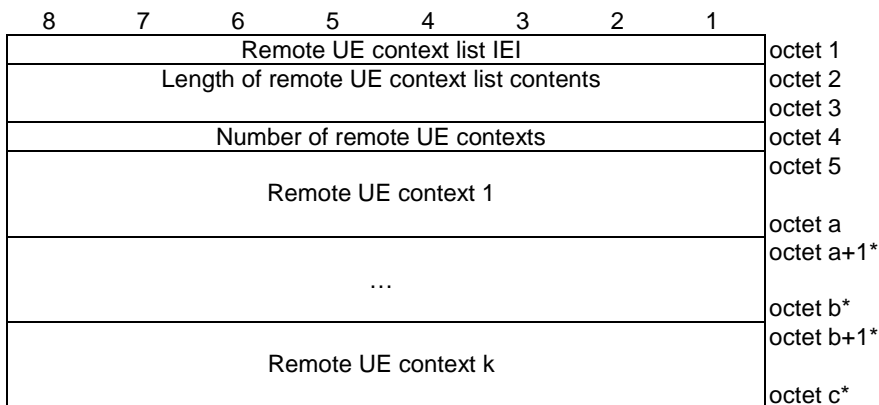 8 7 6 5 4 3 2 1
Remote UE context list IEI octet 1
Length of remote UE context list contents octet 2
octet 3
Number of remote UE contexts octet 4
octet 5
Remote UE context 1
octet a
octet a+1*
…
octet b*
octet b+1*
Remote UE context k
octet c*